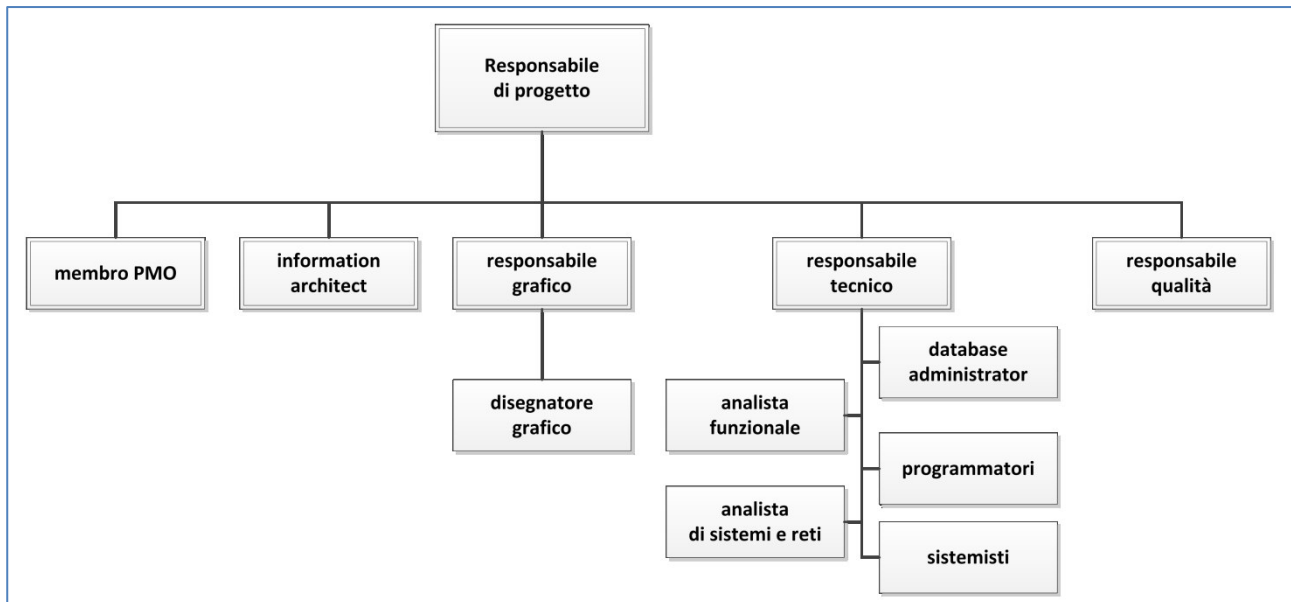 Responsabile
di progetto
membro PMO
information
architect
responsabile
grafico
responsabile
tecnico
responsabile
qualità
disegnatore
grafico
database
administrator
analista
funzionale
programmatori
analista
di sistemi e reti
sistemisti